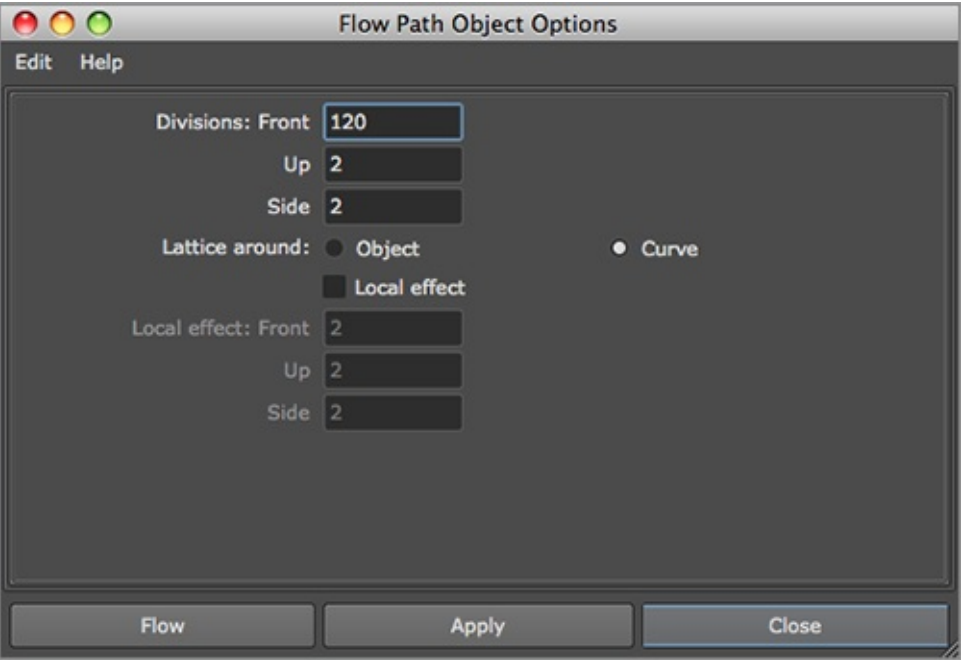 Flow Path Object Options
Edit Help
Divisions: Front 120
Up 2
Side 2
Lattice around: Object Curve
Local effect
Local effect: Front 2
Up 2
Side 2
Flow Apply Close